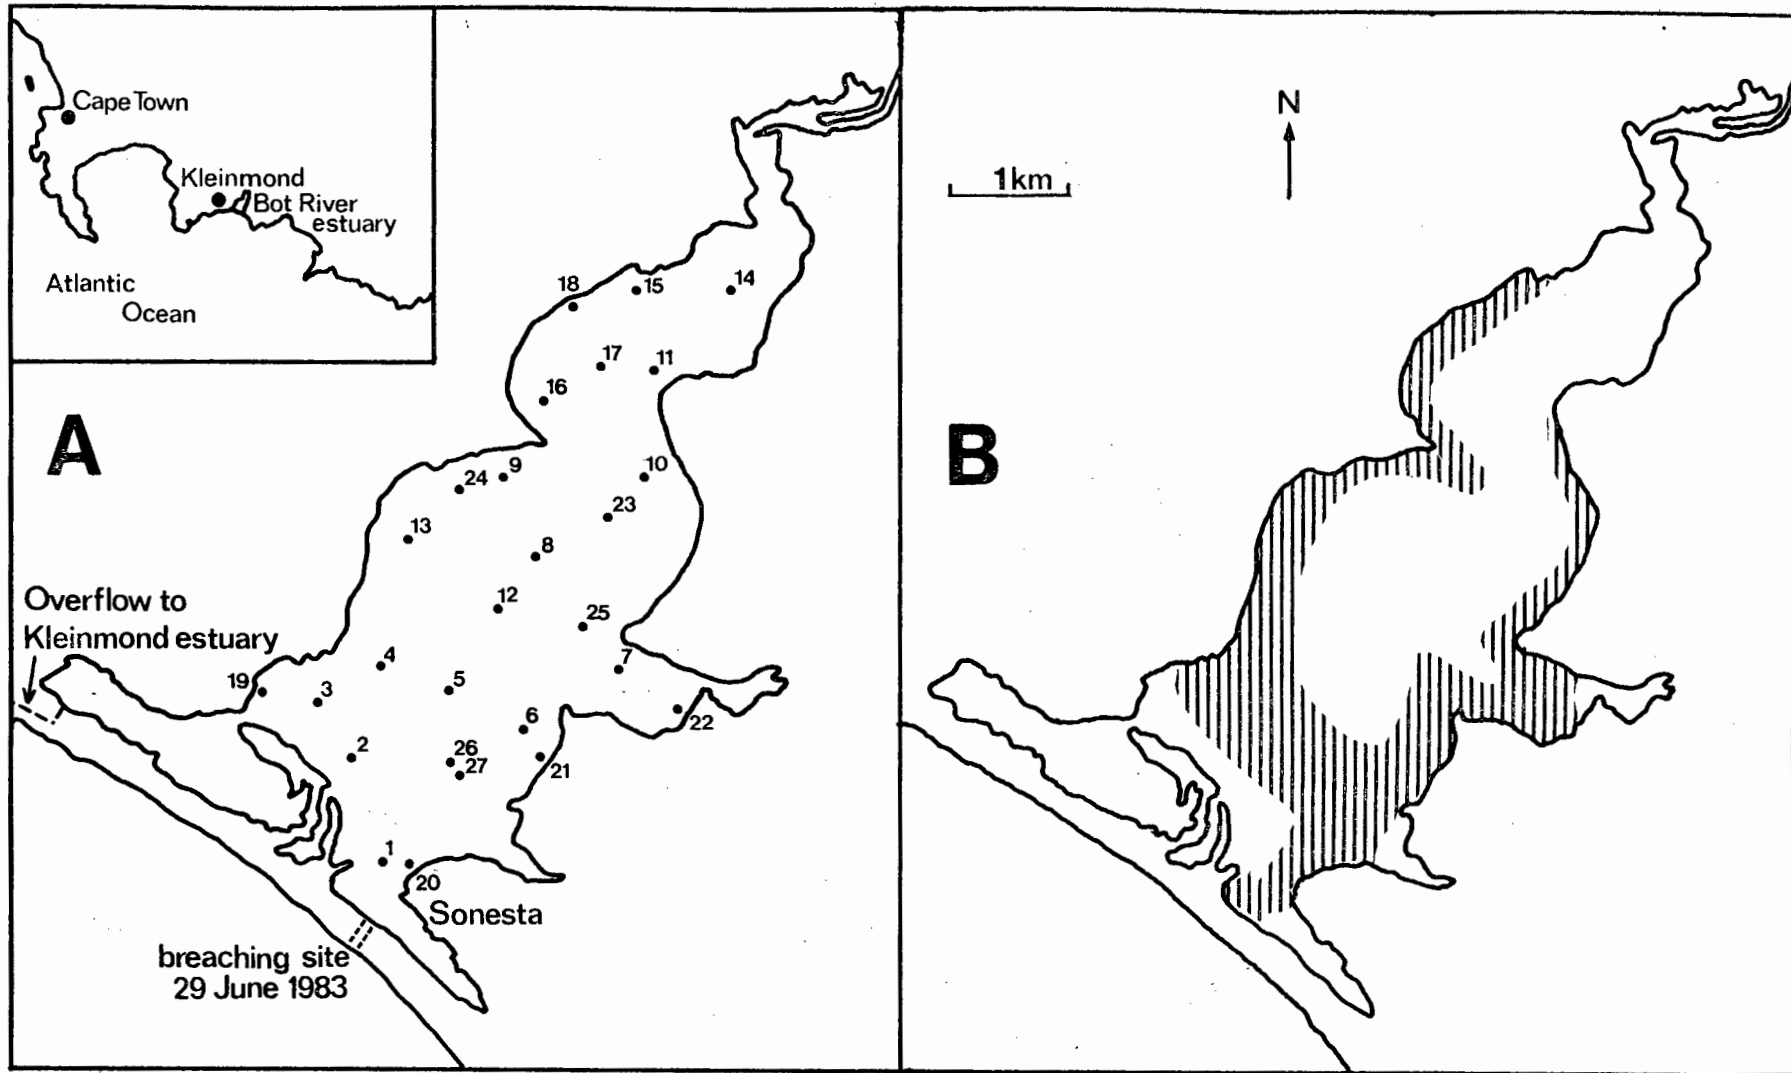 Cape Town
Kleinmond
Bot River
estuary
Atlantic
Ocean
A
18
15
14
17
11
16
24
9
10
23
13
8
12
25
Overflow to
Kleinmond estuary
4
7
19
3
5
22
6
2
26
27
21
1
20
Sonesta
breaching site
29 June 1983
N
1km
B